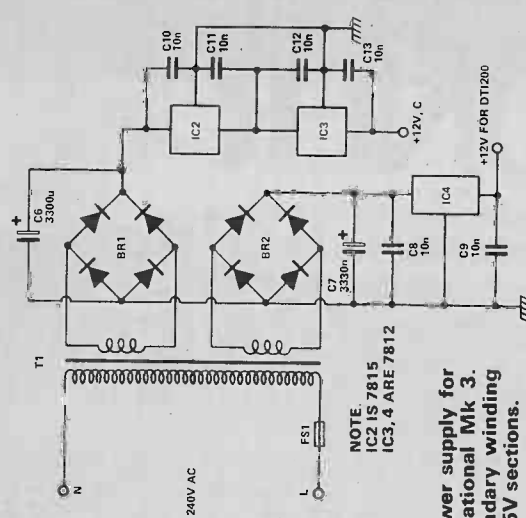 C6
3300u
+
T1
N
240V AC
L
FS1
BR1
BR2
C10
10n
C11
10n
C12
10n
C13
10n
IC2
IC3
+12V, C
C7
3330n
+
C8
10n
C9
10n
IC4
+12V FOR DTI200
NOTE.
IC2 IS 7815
IC3, 4 ARE 7812
wer supply for
ational Mk 3.
ndary winding
5V sections.